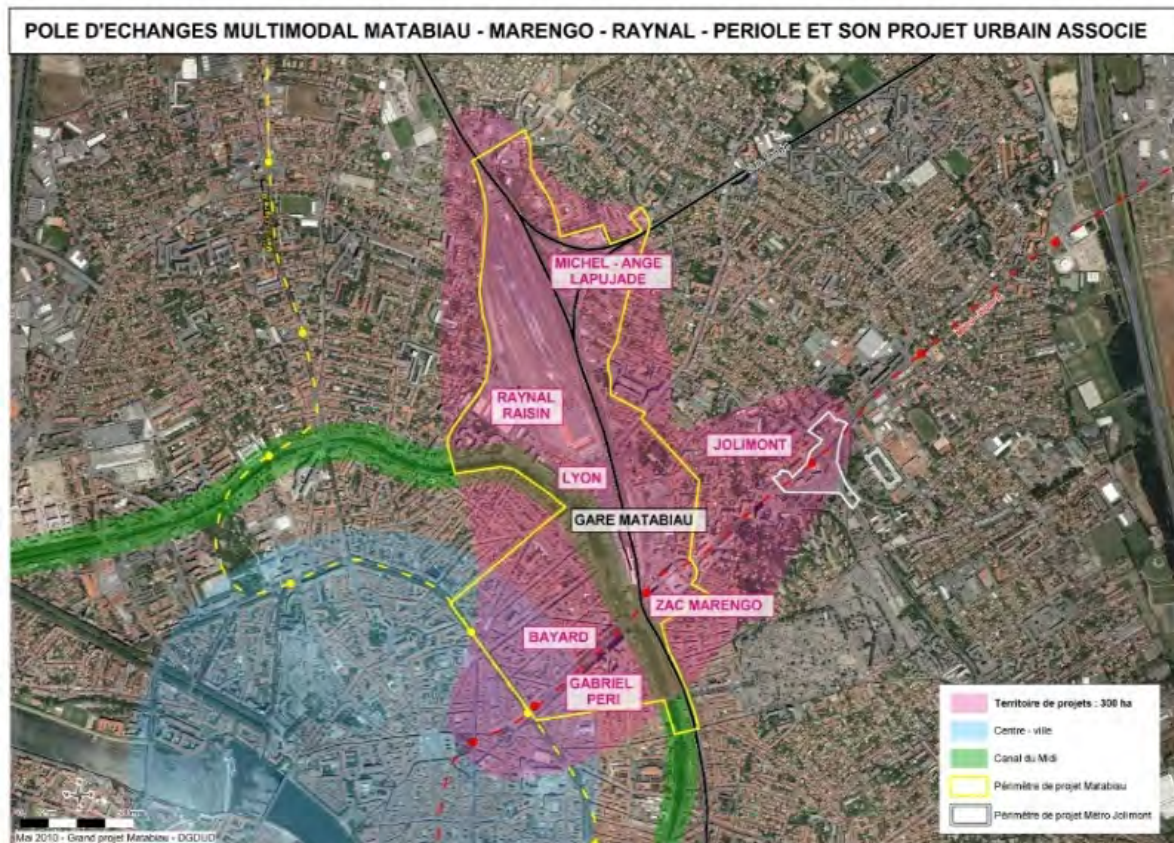 POLE D'ECHANGES MULTIMODAL MATABIAU - MARENGO - RAYNAL - PERIOLE ET SON PROJET URBAIN ASSOCIE
MICHEL - ANGE
LAPUJADE
RAYNAL
RAISIN
JOLIMONT
LYON
GARE MATABIAU
ZAC MARENGO
BAYARD
GABRIEL
PERI
Territoire de projets : 300 ha
Centre - ville
Canal du Midi
Périmètre de projet Matabiau
Périmètre de projet Métro Jolimont
Mai 2010 - Grand projet Matabiau - DGDUD